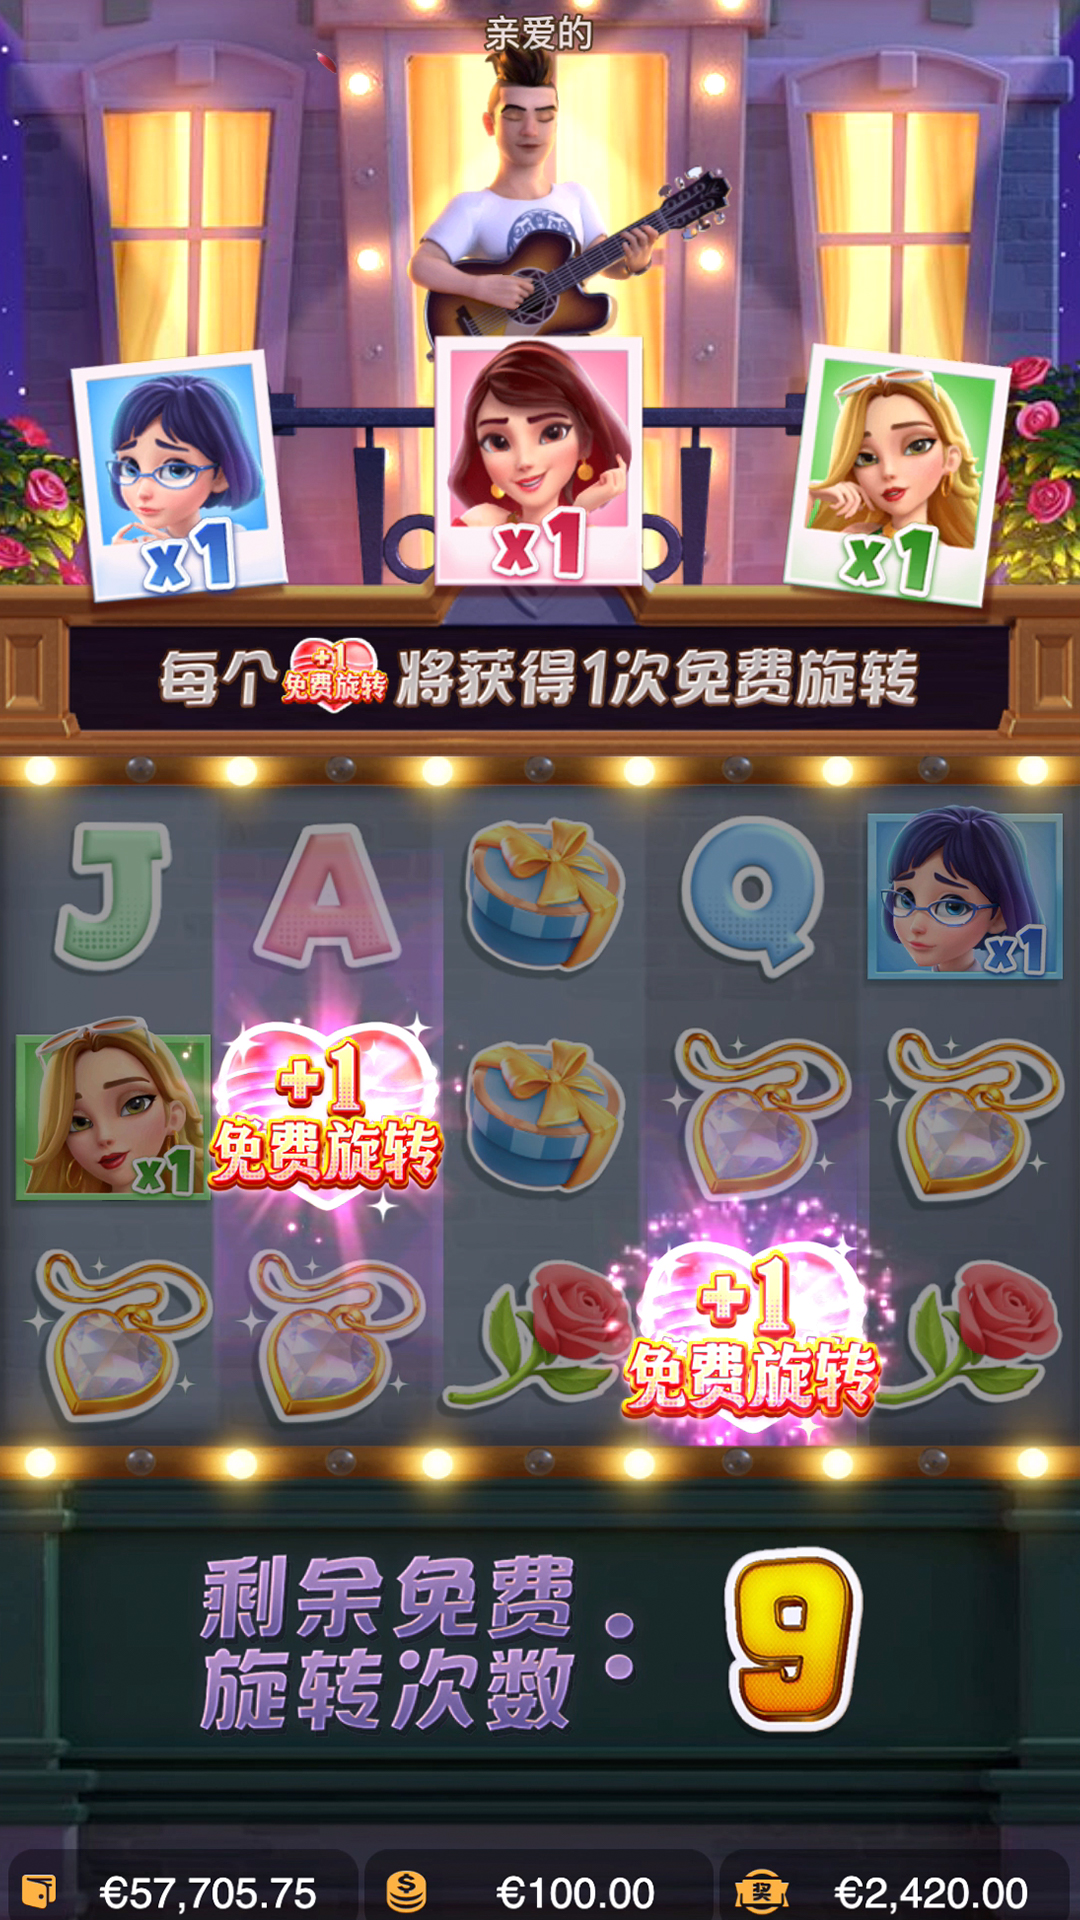 亲爱的
x1 x1 x1
每个+1免费旋转将获得1次免费旋转
J A Q x1
x1
+1
免费旋转
+1
免费旋转
剩余免费
旋转次数：9
€57,705.75 €100.00 奖 €2,420.00